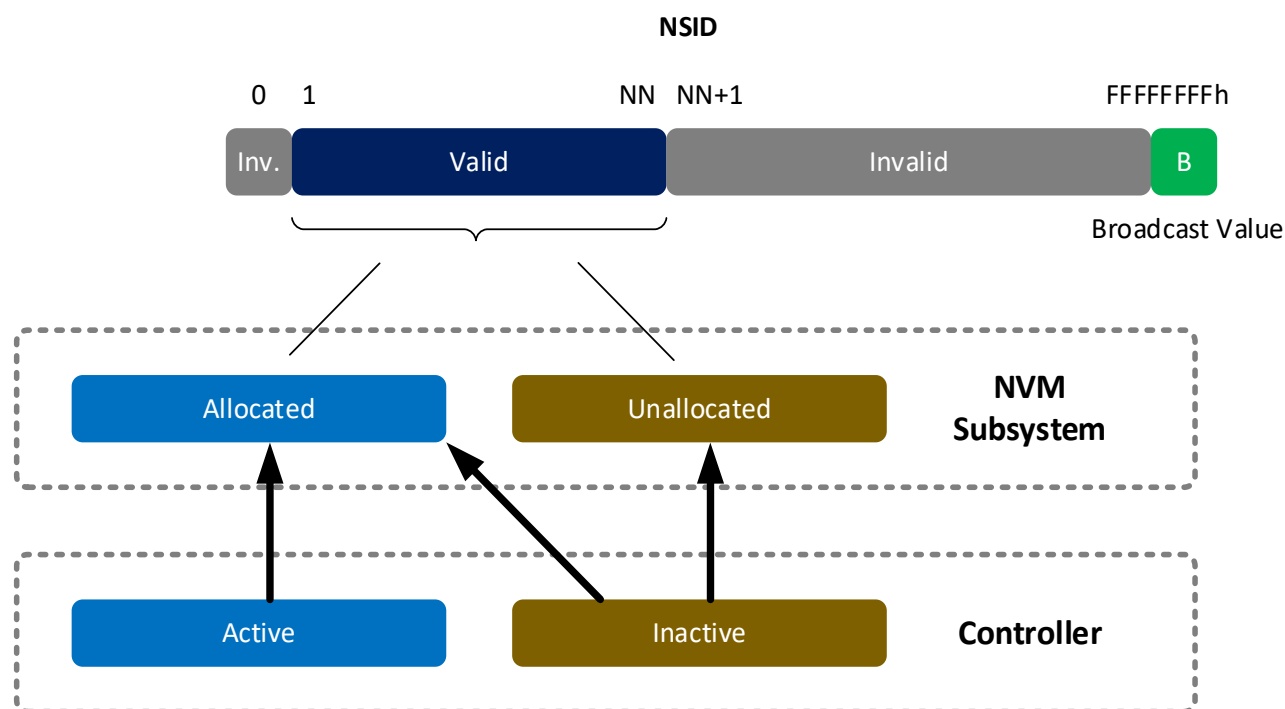 NSID
0 1 NN NN+1 FFFFFFFFh
Inv. Valid Invalid B
Broadcast Value
Allocated Unallocated NVM
Subsystem
Active Inactive Controller